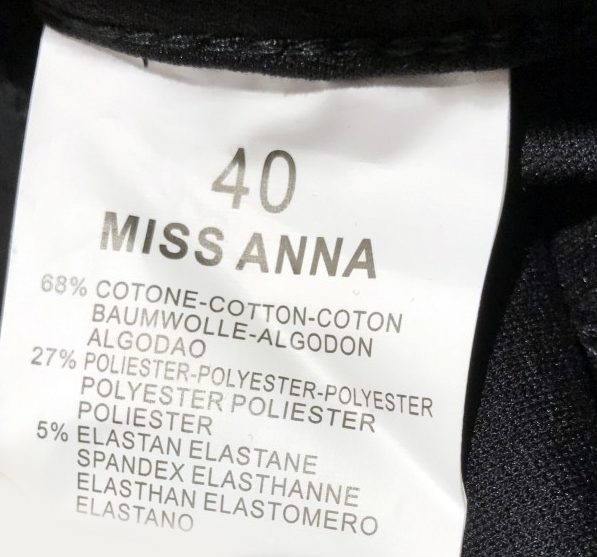 40
MISS ANNA
68% COTONE-COTTON-COTON
BAUMWOLLE-ALGODON
ALGODAO
27% POLIESTER-POLYESTER-POLYESTER
POLYESTER POLIESTER
POLIESTER
5% ELASTAN ELASTANE
SPANDEX ELASTHANNE
ELASTHAN ELASTOMERO
ELASTANO